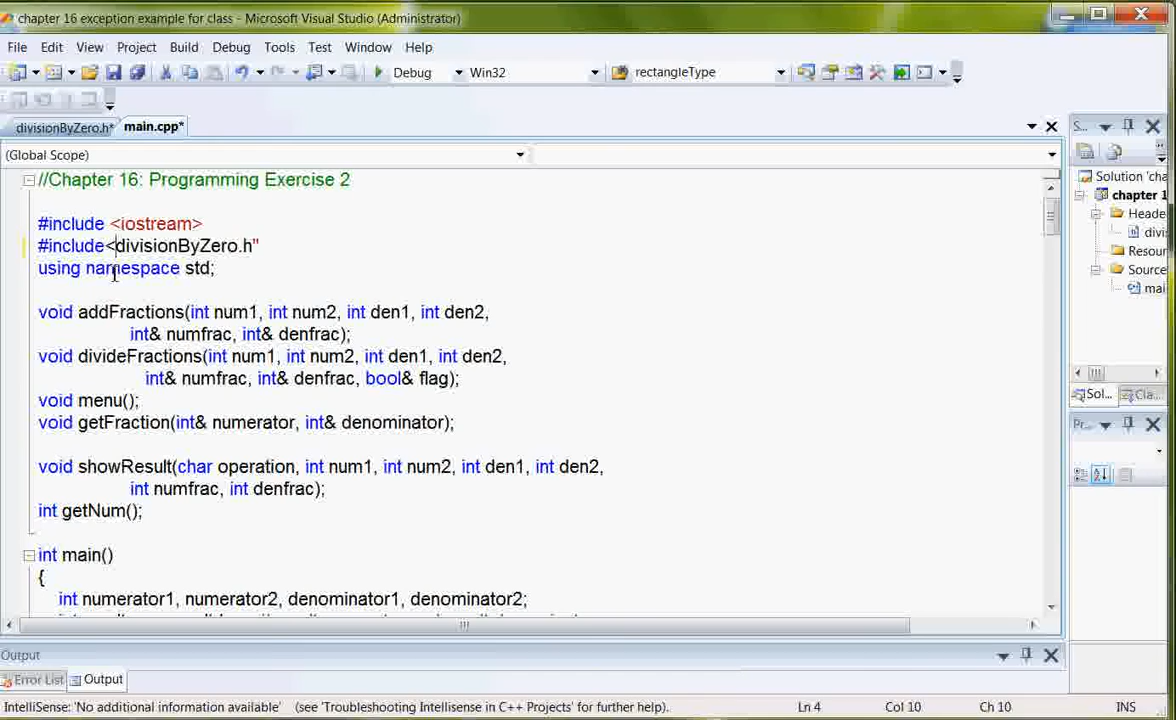 chapter 16 exception example for class - Microsoft Visual Studio (Administrator)
File Edit View Project Build Debug Tools Test Window Help
Debug Win32 rectangleType
divisionByZero.h* main.cpp*
(Global Scope)
//Chapter 16: Programming Exercise 2
#include <iostream>
#include<divisionByZero.h"
using namespace std;
void addFractions(int num1, int num2, int den1, int den2,
int& numfrac, int& denfrac);
void divideFractions(int num1, int num2, int den1, int den2,
int& numfrac, int& denfrac, bool& flag);
void menu();
void getFraction(int& numerator, int& denominator);
void showResult(char operation, int num1, int num2, int den1, int den2,
int numfrac, int denfrac);
int getNum();
int main()
{
int numerator1, numerator2, denominator1, denominator2;
S...
Solution 'cha
chapter 1
Heade
divi
Resou
Source
mai
Sol... Cla...
Pr...
Output
Error List Output
IntelliSense: 'No additional information available' (see 'Troubleshooting Intellisense in C++ Projects' for further help). Ln 4 Col 10 Ch 10 INS